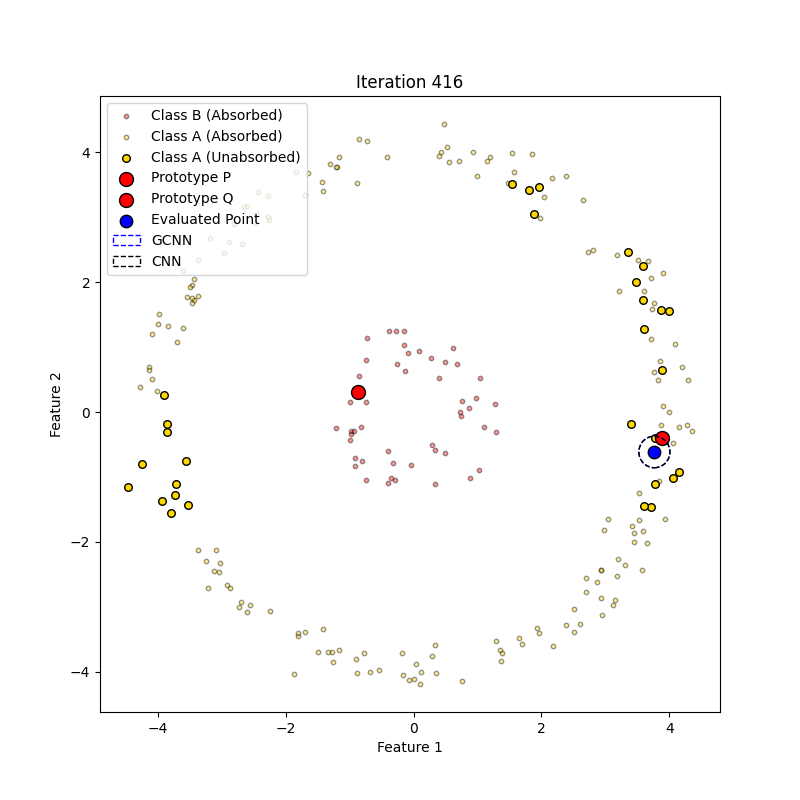 Iteration 416
Class B (Absorbed)
Class A (Absorbed)
Class A (Unabsorbed)
Prototype P
Prototype Q
Evaluated Point
GCNN
CNN
4
2
0
−2
−4
Feature 2
−4
−2
0
2
4
Feature 1